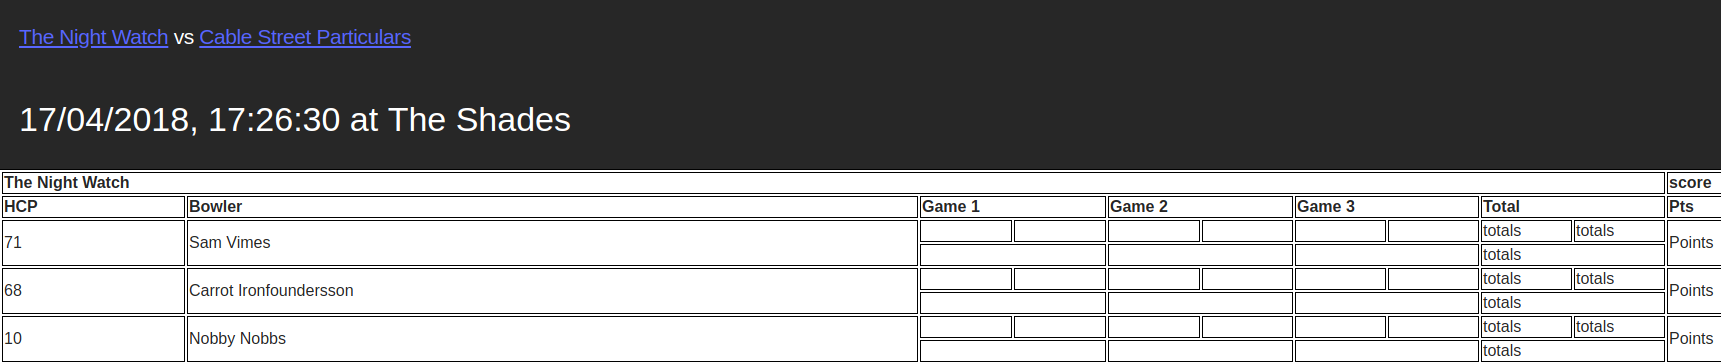 The Night Watch vs Cable Street Particulars
17/04/2018, 17:26:30 at The Shades
The Night Watch score
HCP Bowler Game 1 Game 2 Game 3 Total Pts
71 Sam Vimes totals totals Points
totals
68 Carrot Ironfoundersson totals totals Points
totals
10 Nobby Nobbs totals totals Points
totals